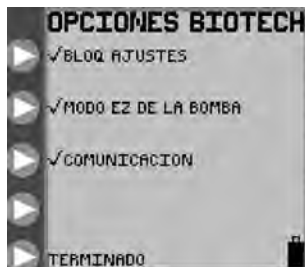 OPCIONES BIOTECH
√BLOQ AJUSTES
√MODO EZ DE LA BOMBA
√COMUNICACION
TERMINADO